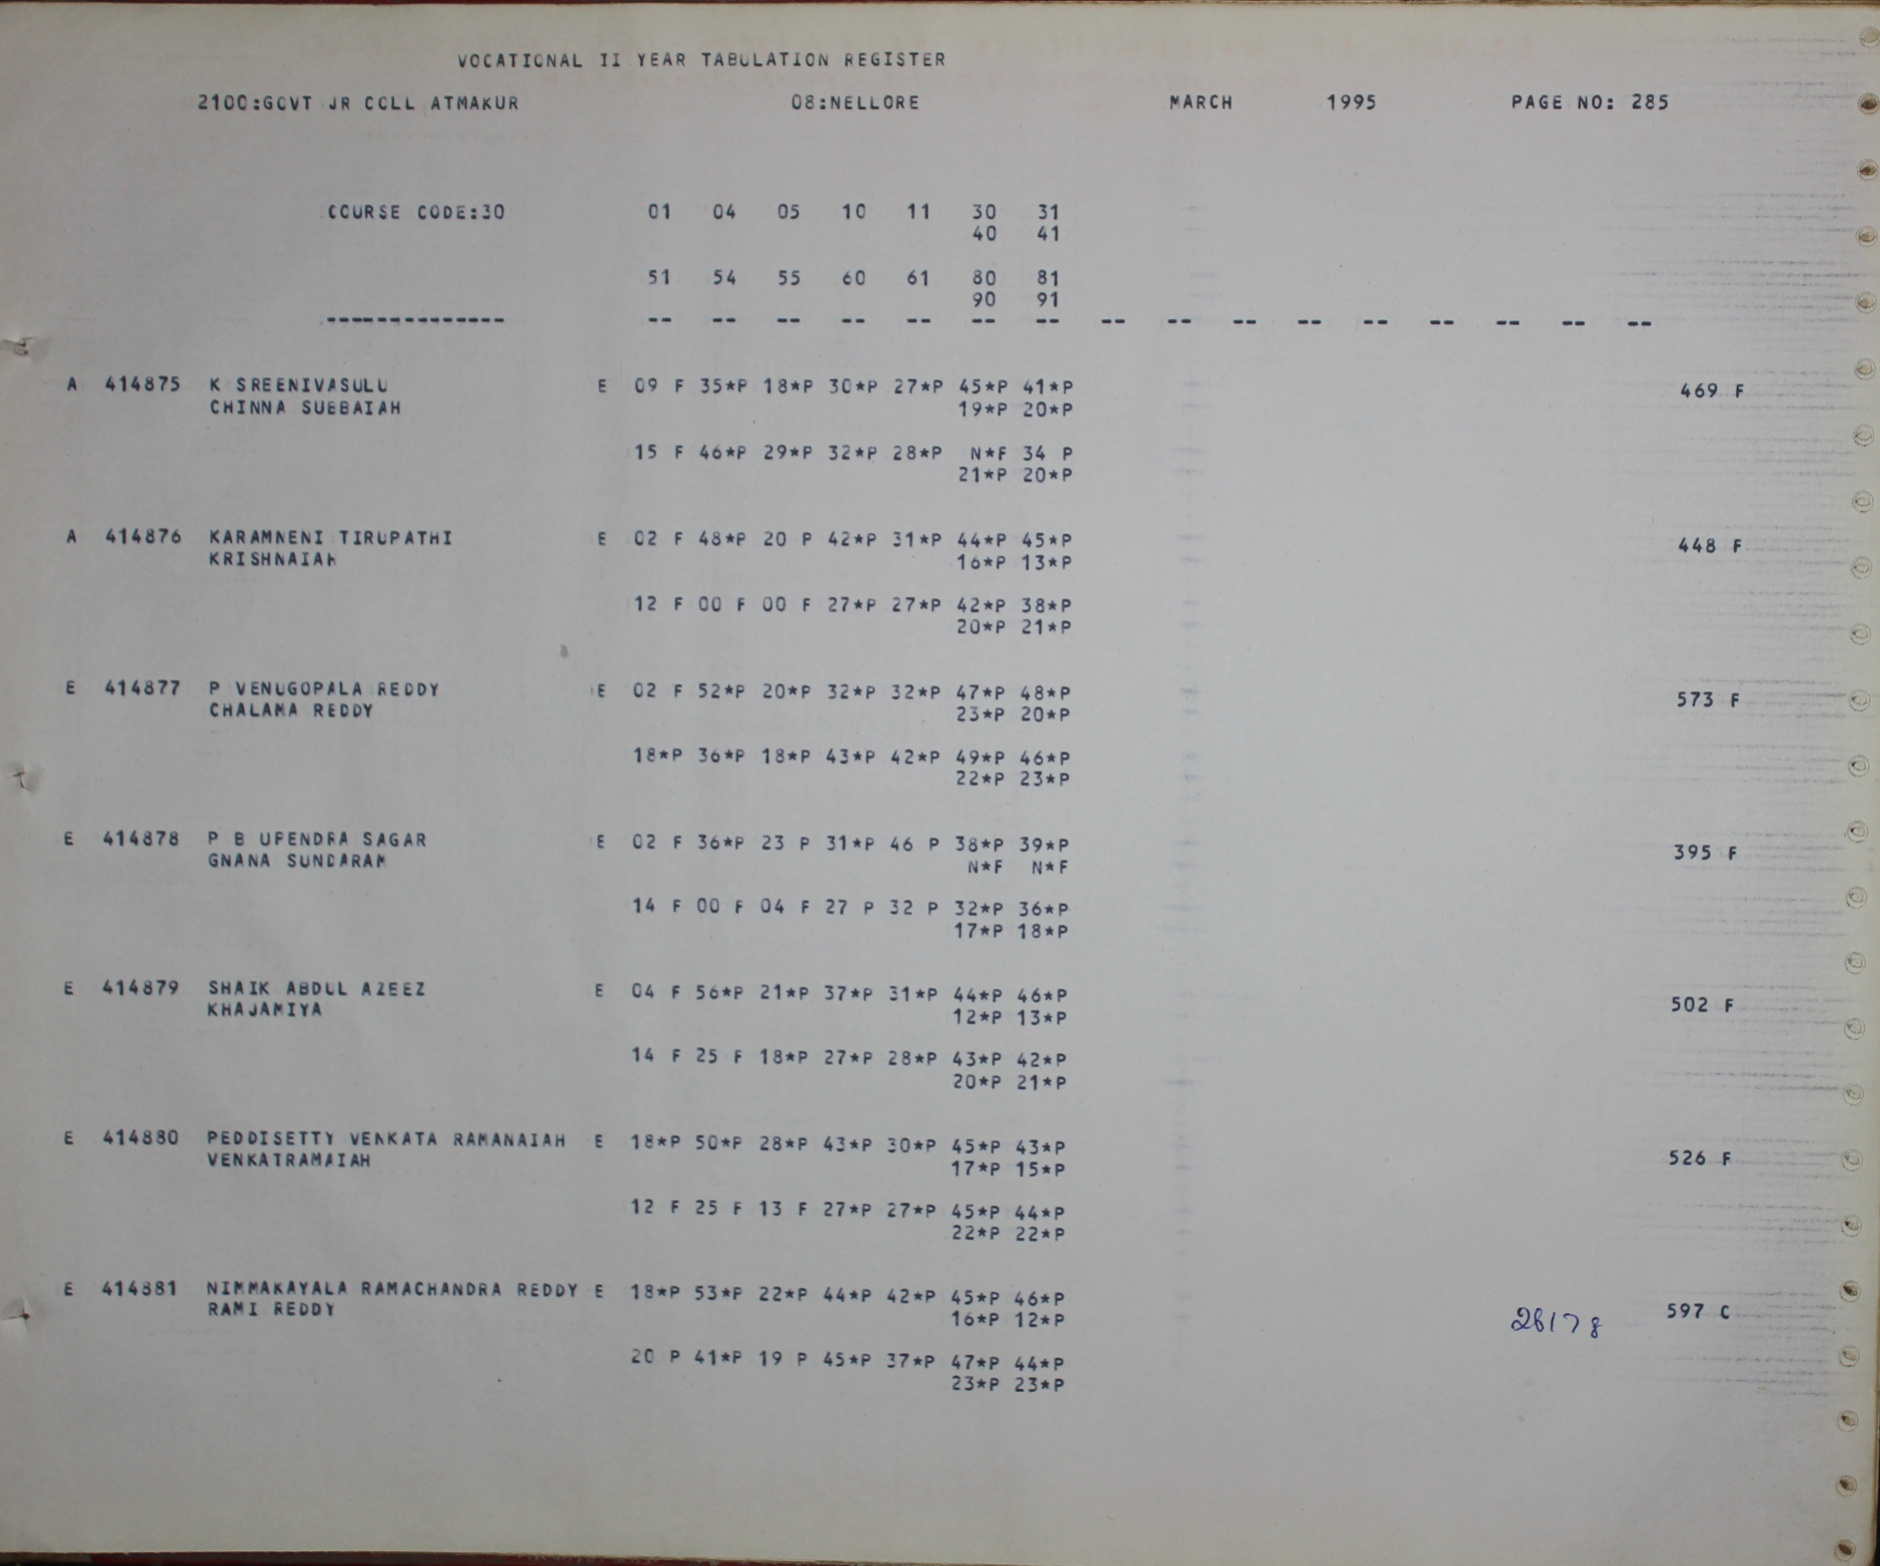 VOCATIONAL II YEAR TABULATION REGISTER
2100:GOVT JR COLL ATMAKUR 08:NELLORE MARCH 1995 PAGE NO: 285
COURSE CODE:30 01 04 05 10 11 30 31
40 41
51 54 55 60 61 80 81
90 91
-------------- -- -- -- -- -- -- -- -- -- -- -- -- -- -- -- --
A 414875 K SREENIVASULU E 09 F 35*P 18*P 30*P 27*P 45*P 41*P 469 F
CHINNA SUBBAIAH 19*P 20*P
15 F 46*P 29*P 32*P 28*P N*F 34 P
21*P 20*P
A 414876 KARAMNENI TIRUPATHI E 02 F 48*P 20 P 42*P 31*P 44*P 45*P 448 F
KRISHNAIAH 16*P 13*P
12 F 00 F 00 F 27*P 27*P 42*P 38*P
20*P 21*P
E 414877 P VENUGOPALA REDDY E 02 F 52*P 20*P 32*P 32*P 47*P 48*P 573 F
CHALAMA REDDY 23*P 20*P
18*P 36*P 18*P 43*P 42*P 49*P 46*P
22*P 23*P
E 414878 P B UPENDRA SAGAR E 02 F 36*P 23 P 31*P 46 P 38*P 39*P 395 F
GNANA SUNDARAM N*F N*F
14 F 00 F 04 F 27 P 32 P 32*P 36*P
17*P 18*P
E 414879 SHAIK ABDUL AZEEZ E 04 F 56*P 21*P 37*P 31*P 44*P 46*P 502 F
KHAJAMIYA 12*P 13*P
14 F 25 F 18*P 27*P 28*P 43*P 42*P
20*P 21*P
E 414880 PEDDISETTY VENKATA RAMANAIAH E 18*P 50*P 28*P 43*P 30*P 45*P 43*P 526 F
VENKATRAMAIAH 17*P 15*P
12 F 25 F 13 F 27*P 27*P 45*P 44*P
22*P 22*P
E 414881 NIMMAKAYALA RAMACHANDRA REDDY E 18*P 53*P 22*P 44*P 42*P 45*P 46*P 597 C
RAMI REDDY 16*P 12*P 26178
20 P 41*P 19 P 45*P 37*P 47*P 44*P
23*P 23*P